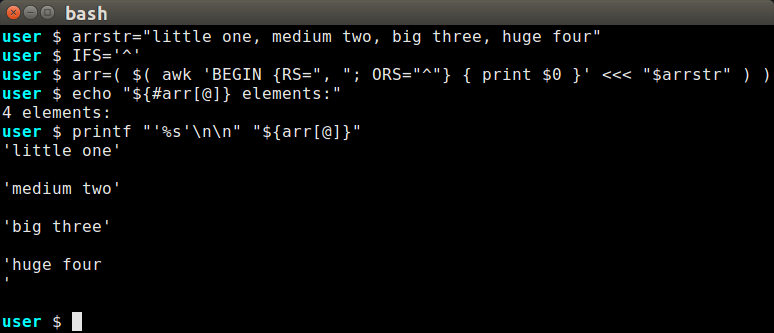 bash
user $ arrstr="little one, medium two, big three, huge four"
user $ IFS='^'
user $ arr=( $( awk 'BEGIN {RS=", "; ORS="^"} { print $0 }' <<< "$arrstr" ) )
user $ echo "${#arr[@]} elements:"
4 elements:
user $ printf "'%s'\n\n" "${arr[@]}"
'little one'

'medium two'

'big three'

'huge four
'

user $